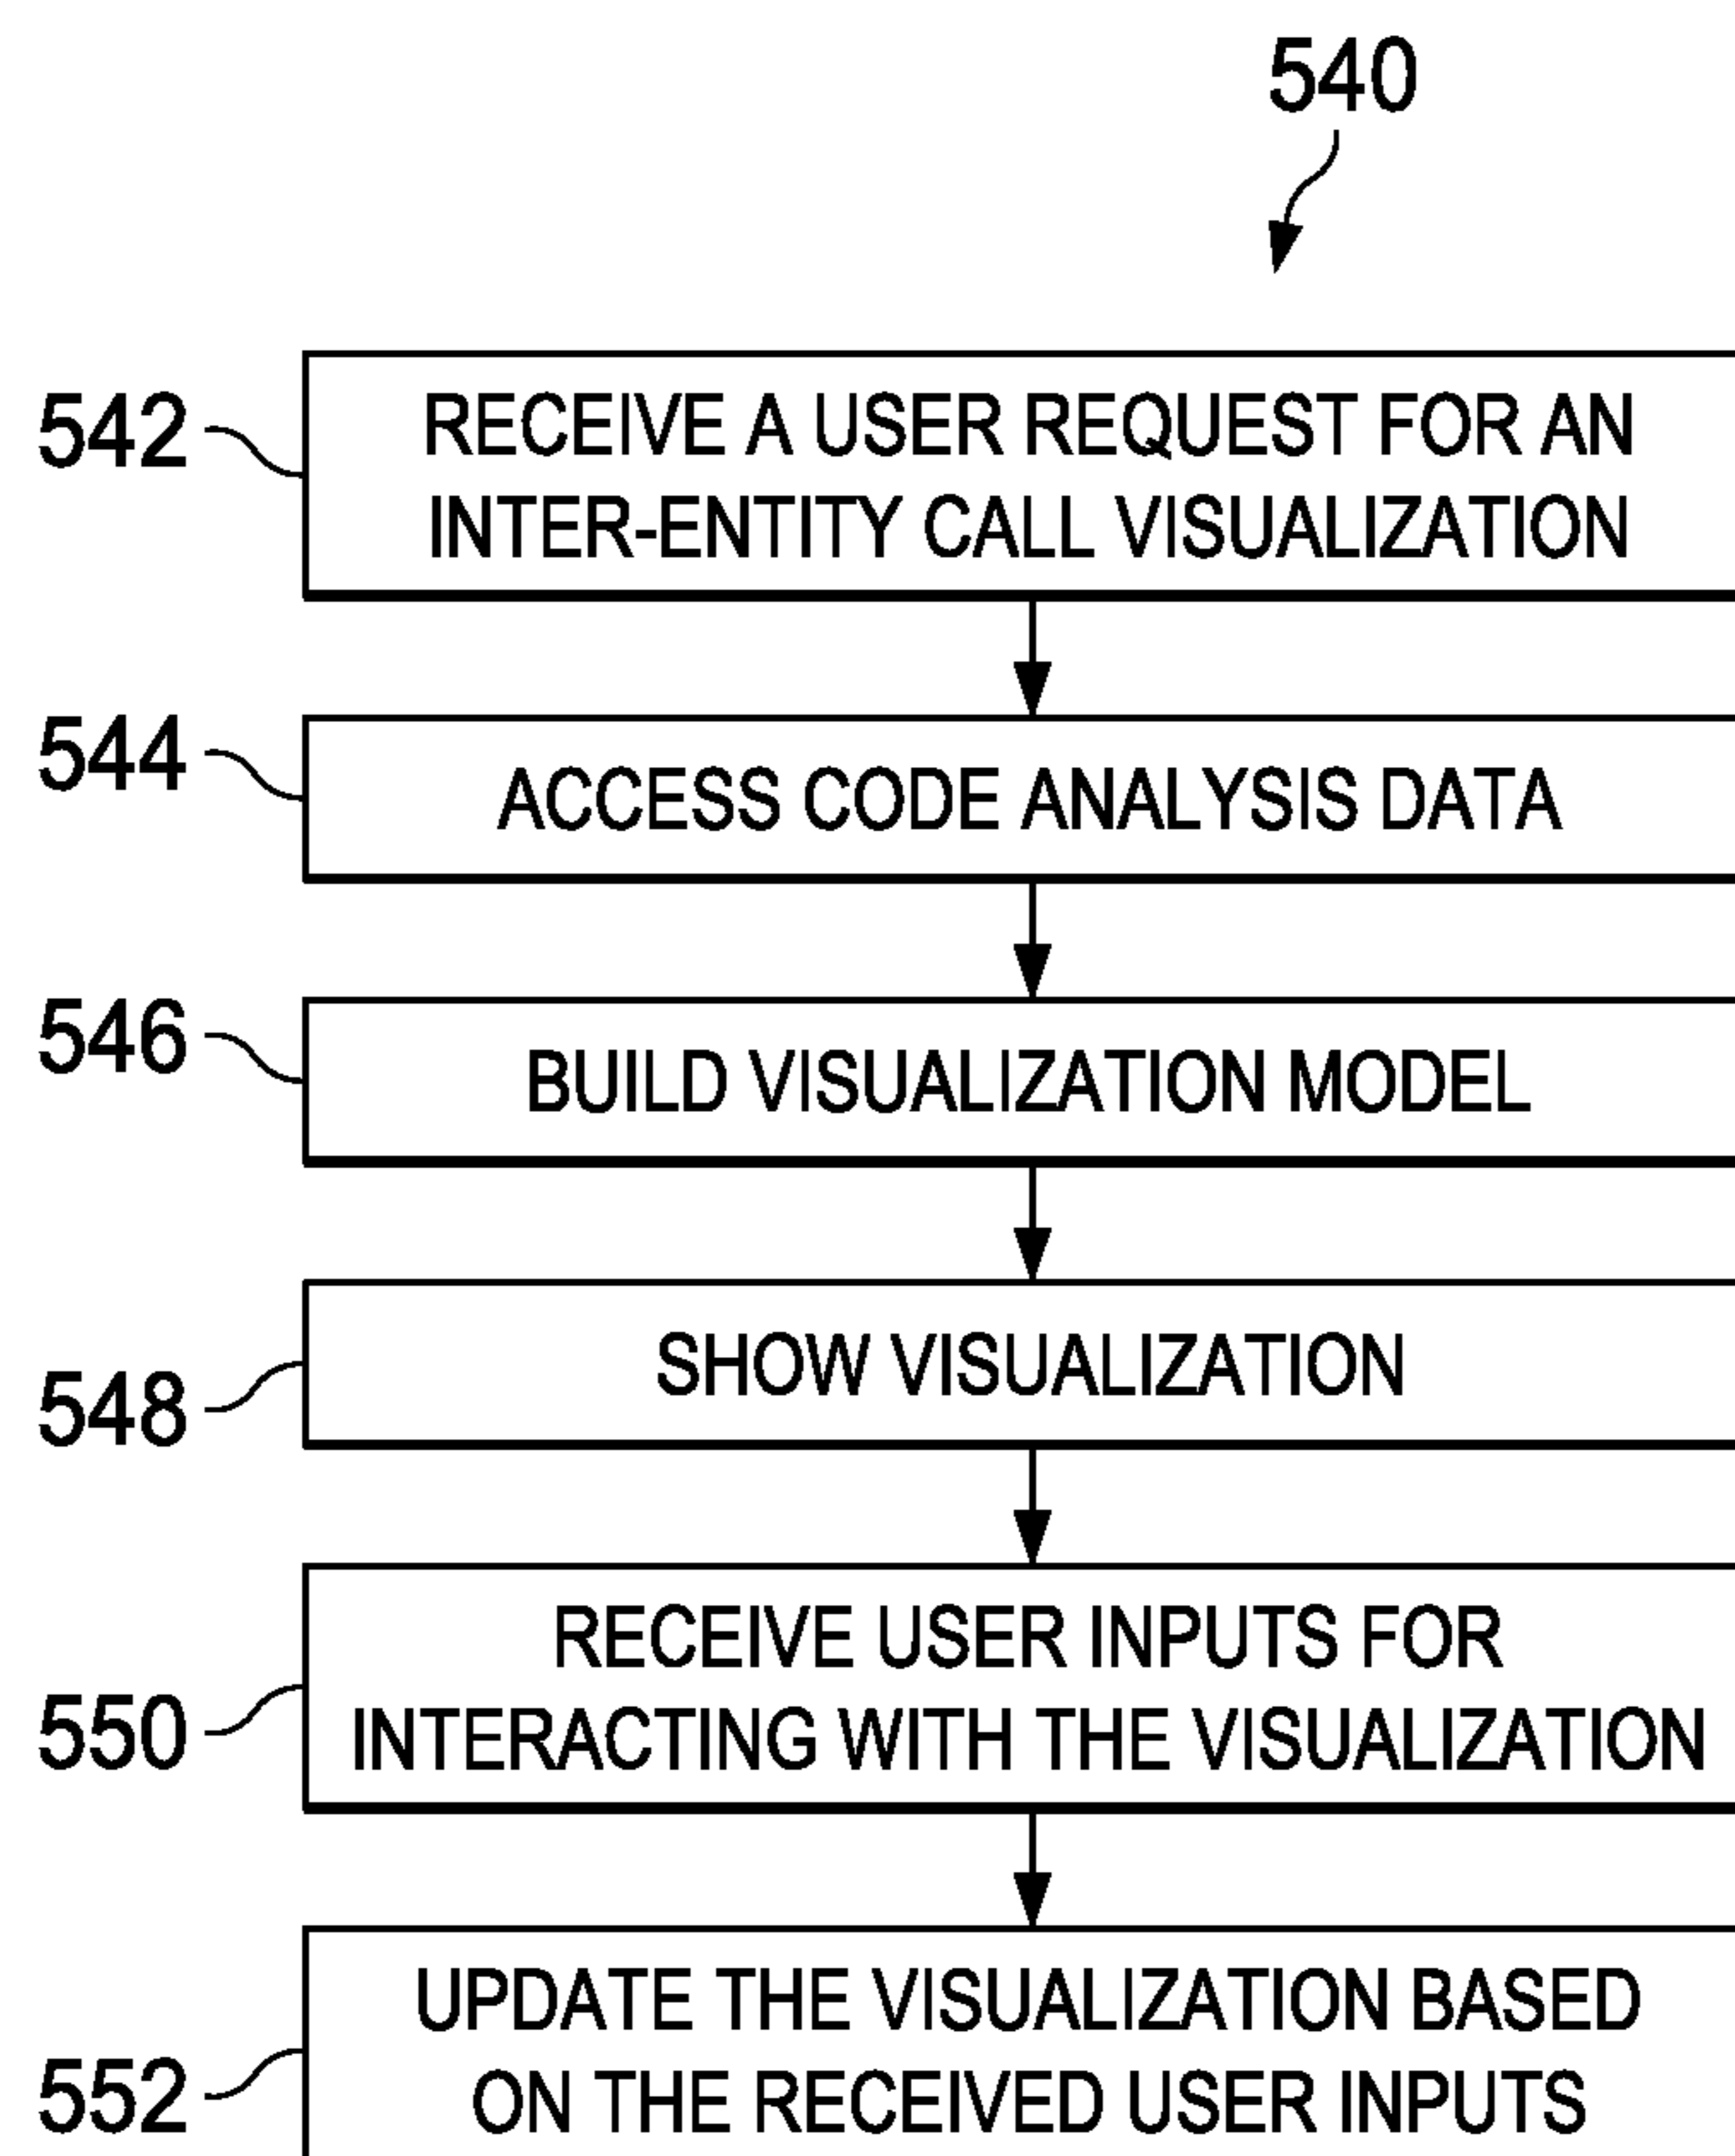 540
542
RECEIVE A USER REQUEST FOR AN
INTER-ENTITY CALL VISUALIZATION
544
ACCESS CODE ANALYSIS DATA
546
BUILD VISUALIZATION MODEL
548
SHOW VISUALIZATION
550
RECEIVE USER INPUTS FOR
INTERACTING WITH THE VISUALIZATION
552
UPDATE THE VISUALIZATION BASED
ON THE RECEIVED USER INPUTS